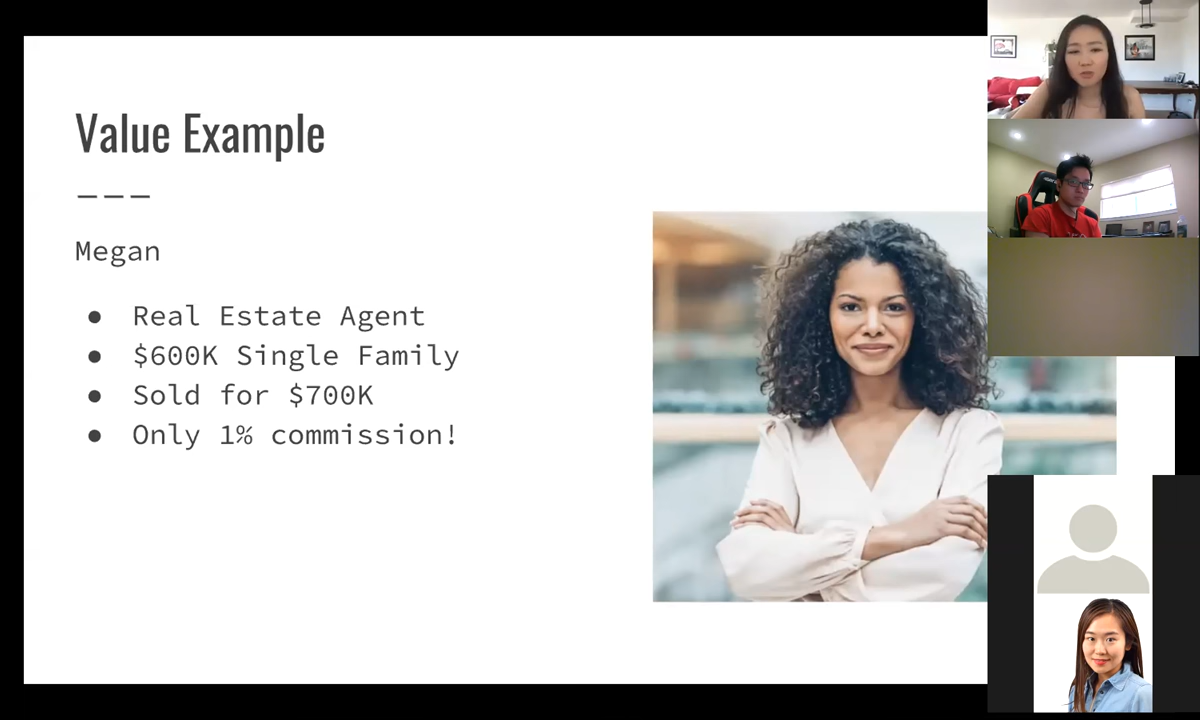 Value Example
———
Megan
● Real Estate Agent
● $600K Single Family
● Sold for $700K
● Only 1% commission!